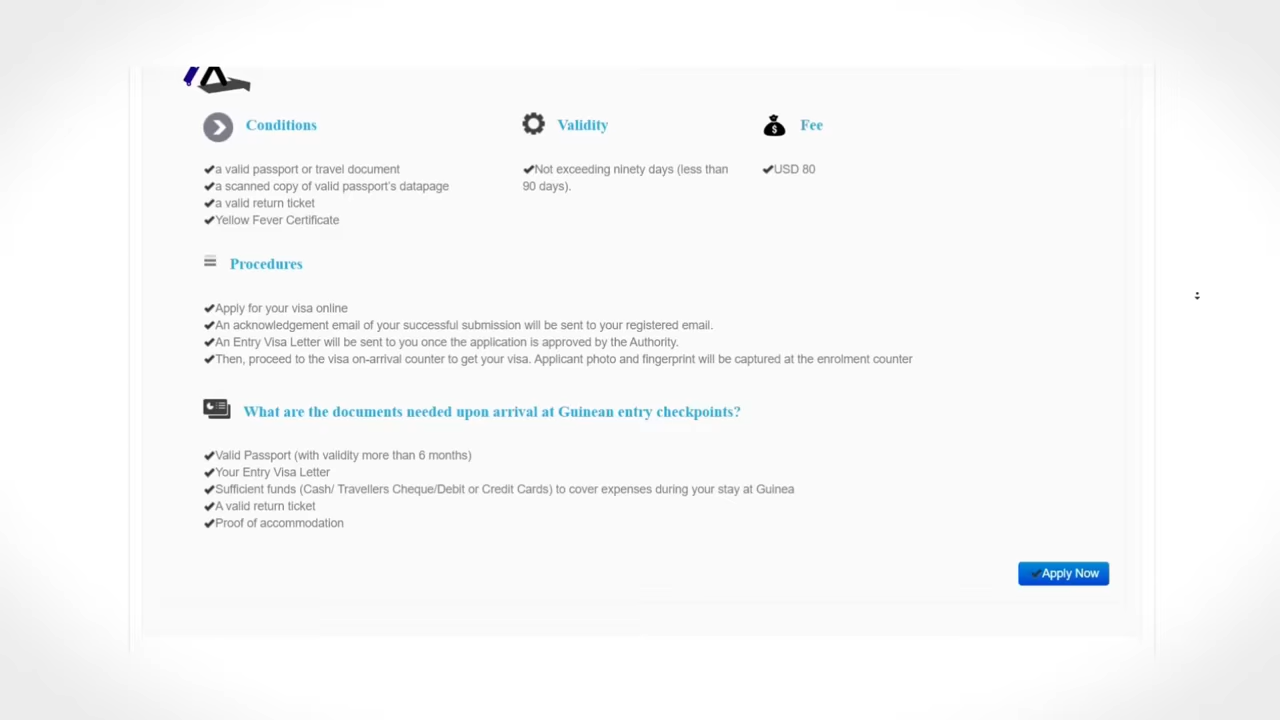 Conditions
✔a valid passport or travel document
✔a scanned copy of valid passport's datapage
✔a valid return ticket
✔Yellow Fever Certificate
Validity
✔Not exceeding ninety days (less than
90 days).
Fee
✔USD 80
Procedures
✔Apply for your visa online
✔An acknowledgement email of your successful submission will be sent to your registered email.
✔An Entry Visa Letter will be sent to you once the application is approved by the Authority.
✔Then, proceed to the visa on-arrival counter to get your visa. Applicant photo and fingerprint will be captured at the enrolment counter
What are the documents needed upon arrival at Guinean entry checkpoints?
✔Valid Passport (with validity more than 6 months)
✔Your Entry Visa Letter
✔Sufficient funds (Cash/ Travellers Cheque/Debit or Credit Cards) to cover expenses during your stay at Guinea
✔A valid return ticket
✔Proof of accommodation
✔Apply Now